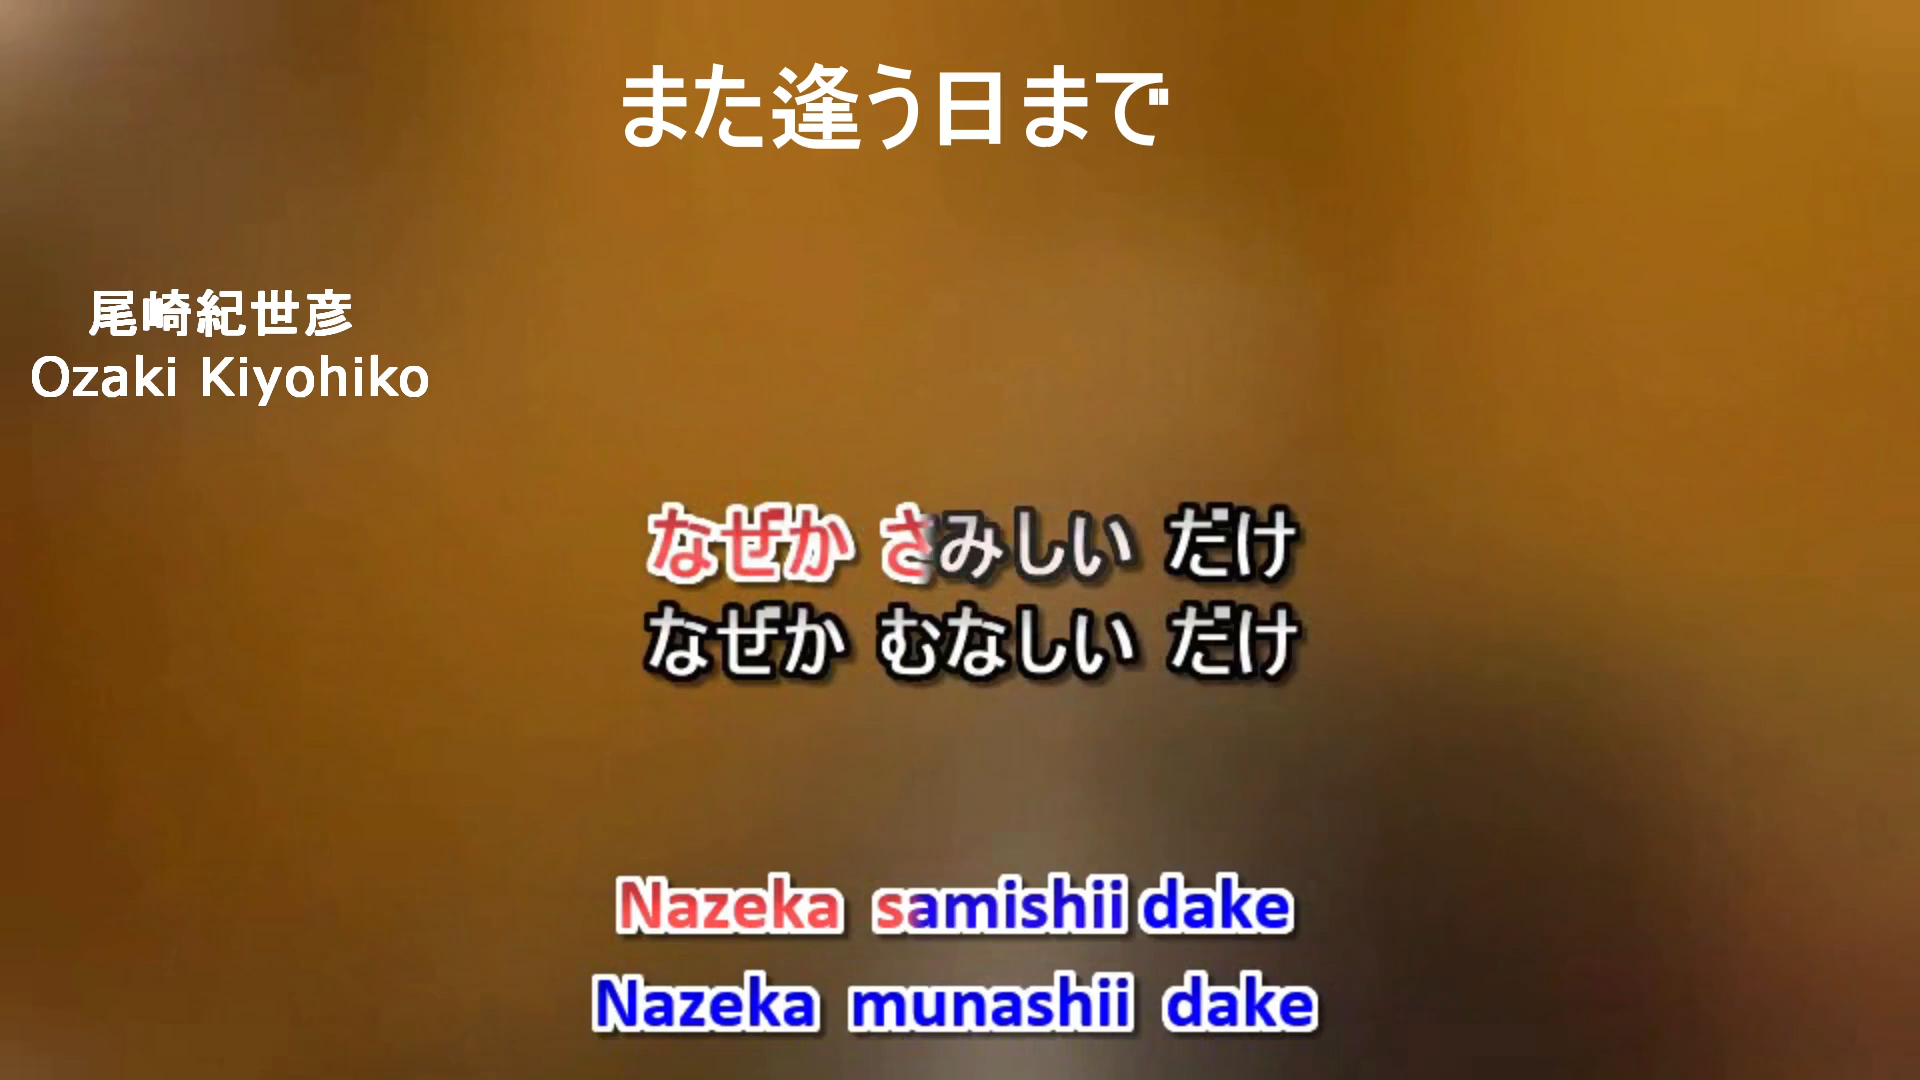 また逢う日まで
尾崎紀世彦
Ozaki Kiyohiko
なぜか さみしい だけ
なぜか むなしい だけ
Nazeka samishii dake
Nazeka munashii dake